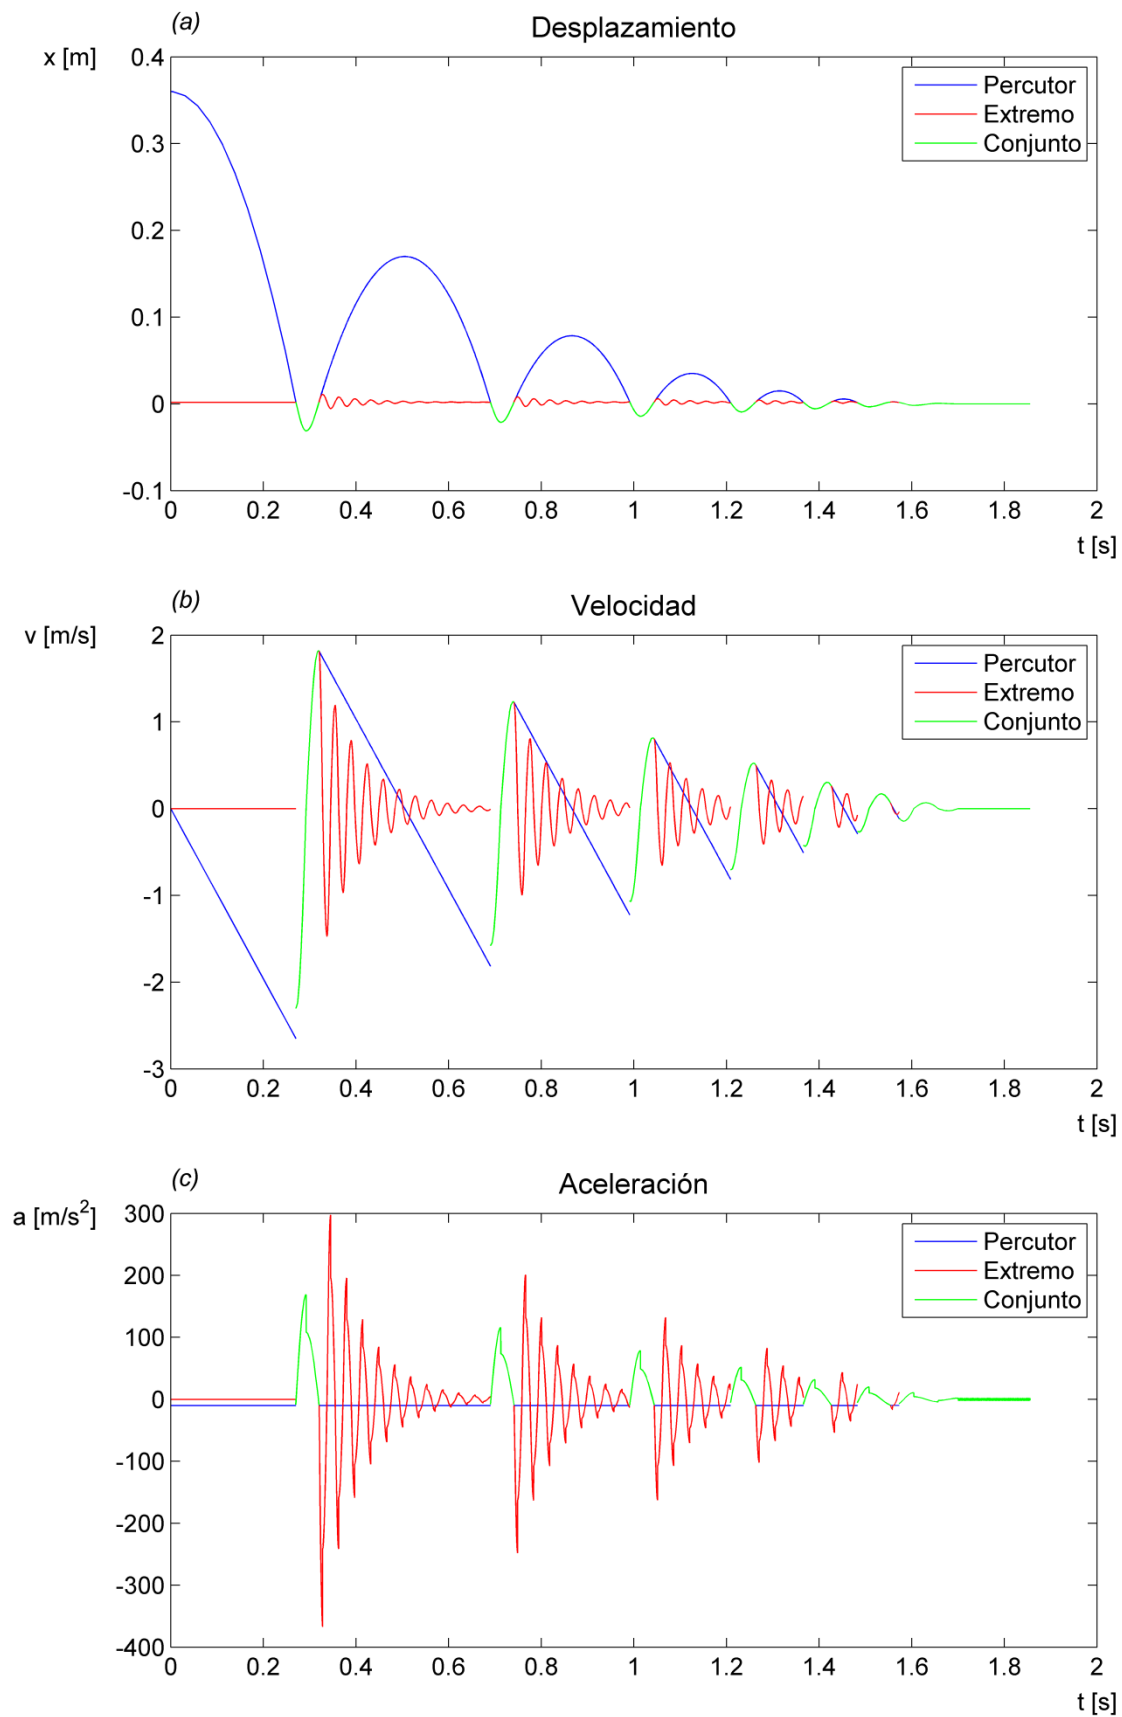 (a)
Desplazamiento
x [m]
0.4
0.3
0.2
0.1
0
-0.1
Percutor
Extremo
Conjunto
0 0.2 0.4 0.6 0.8 1 1.2 1.4 1.6 1.8 2
t [s]
(b)
Velocidad
v [m/s]
2
1
0
-1
-2
-3
Percutor
Extremo
Conjunto
0 0.2 0.4 0.6 0.8 1 1.2 1.4 1.6 1.8 2
t [s]
(c)
Aceleración
a [m/s²]
300
200
100
0
-100
-200
-300
-400
Percutor
Extremo
Conjunto
0 0.2 0.4 0.6 0.8 1 1.2 1.4 1.6 1.8 2
t [s]